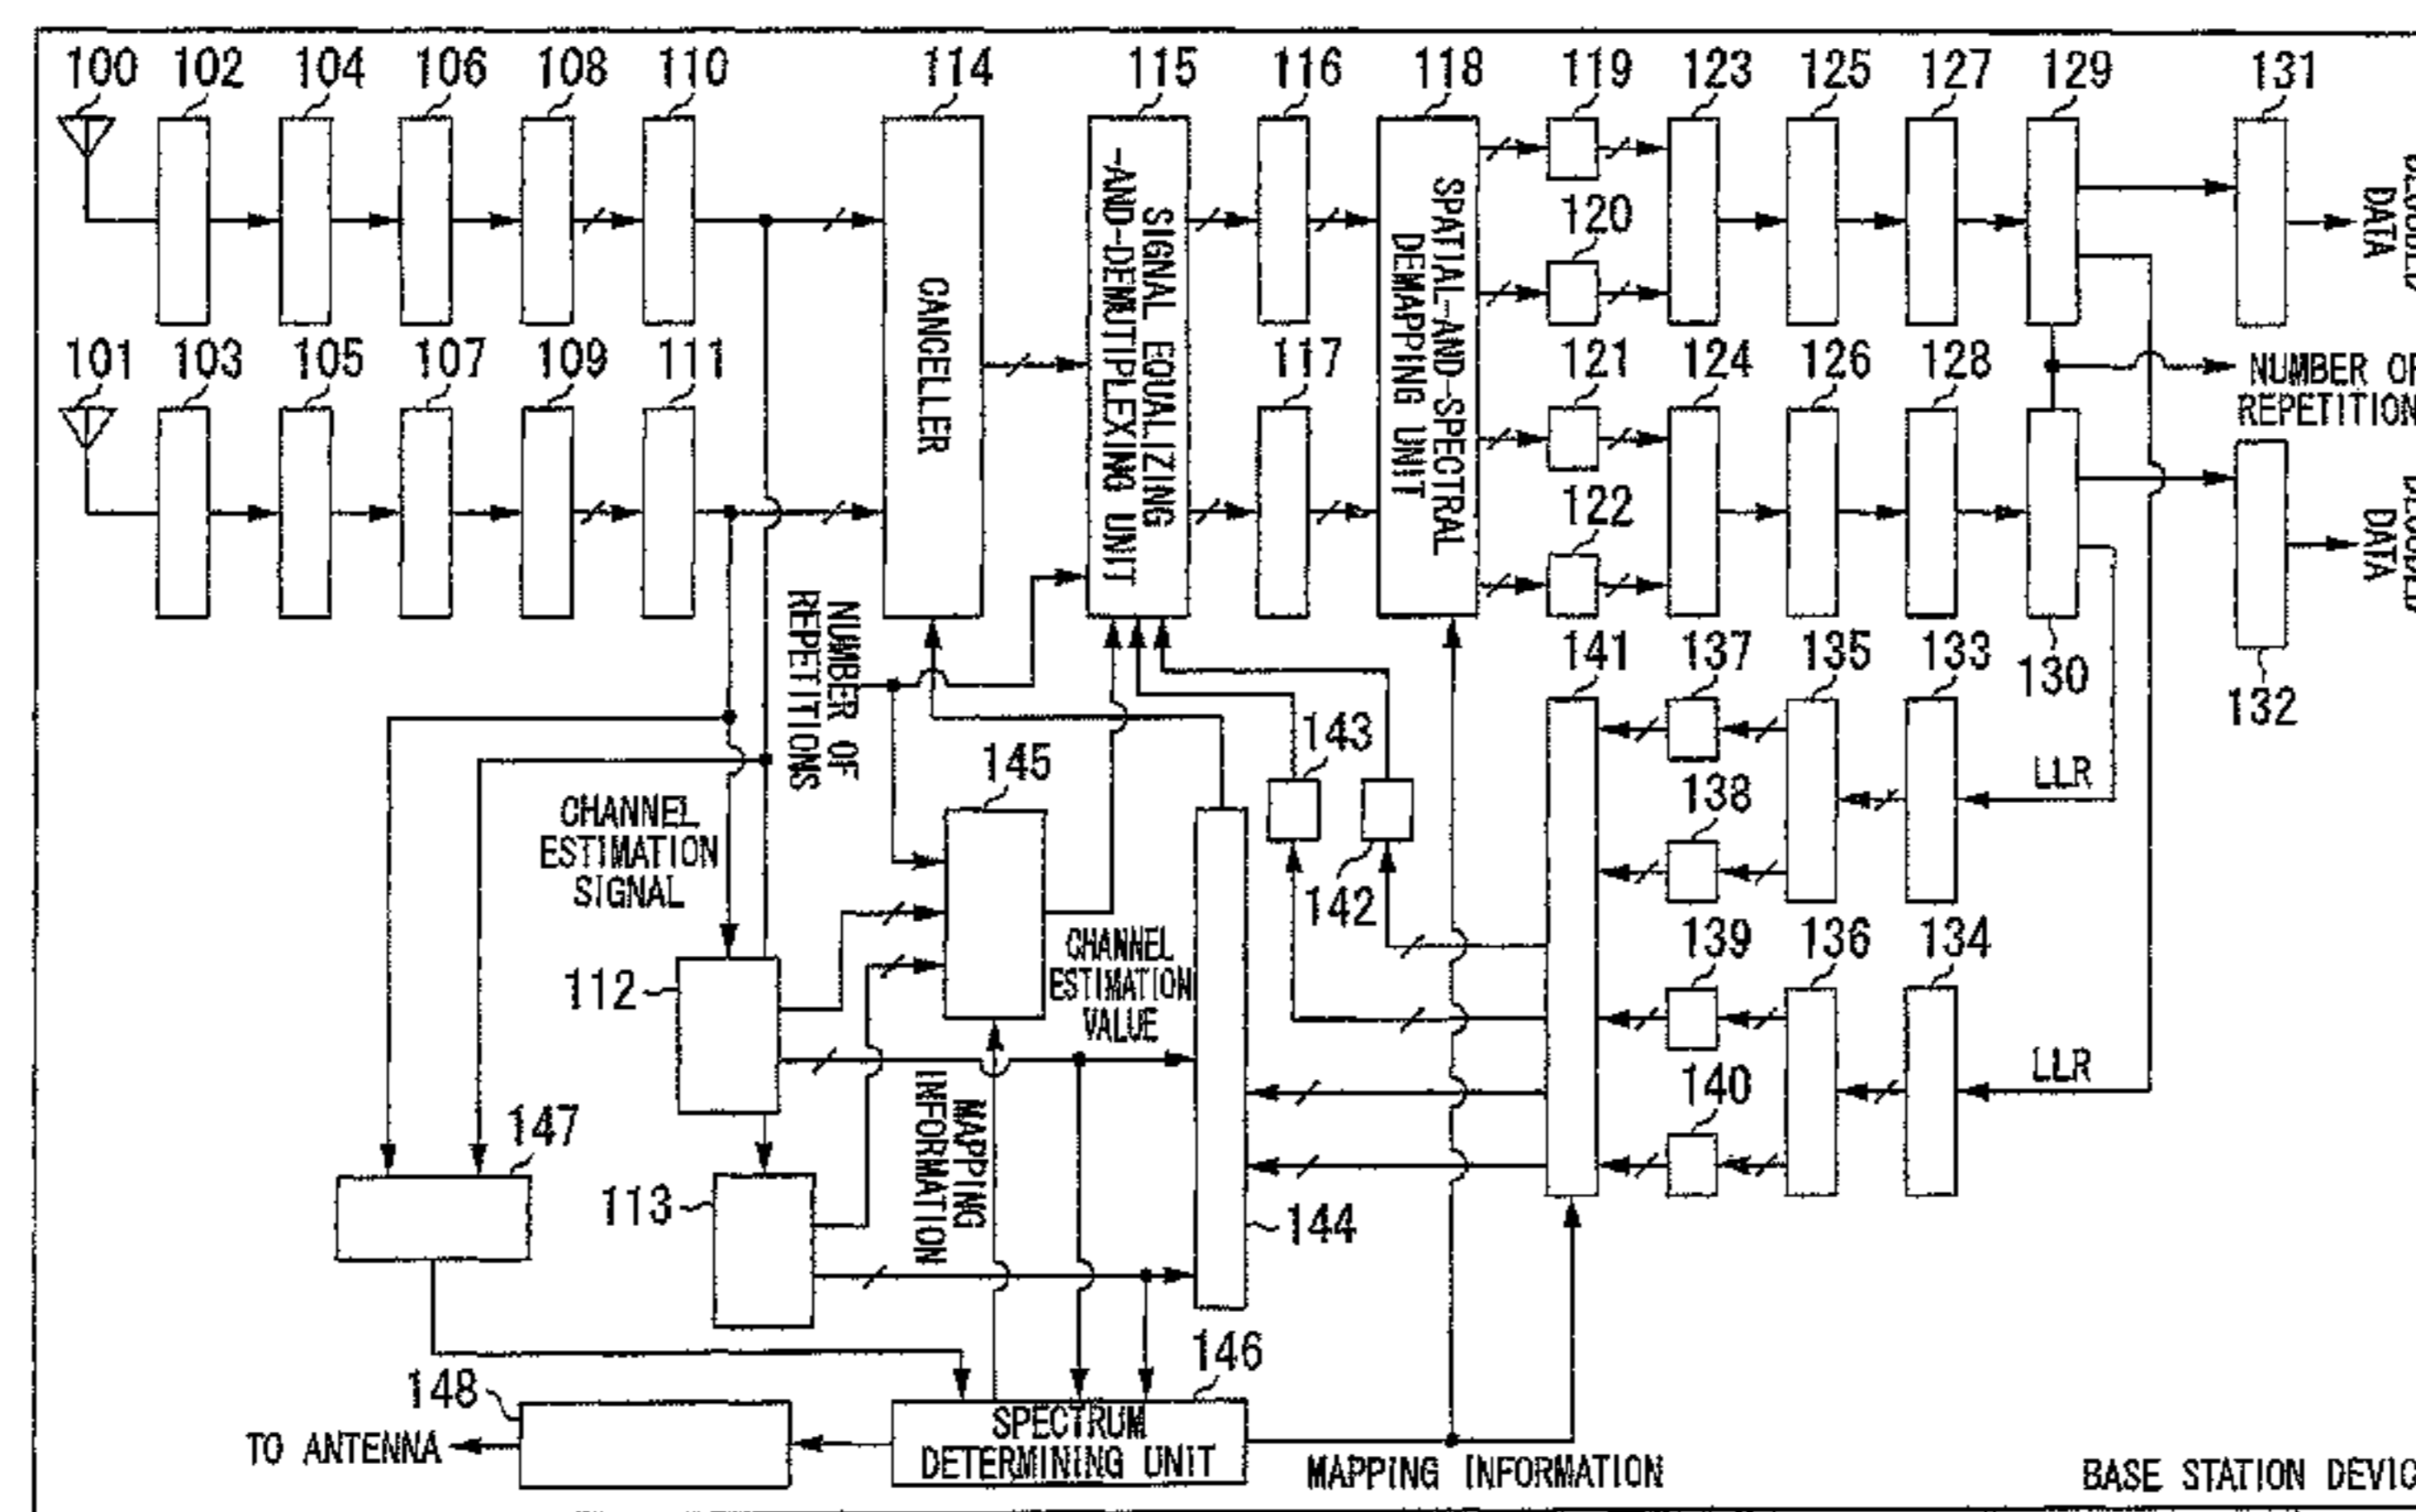 100 102 104 106 108 110 114 115 116 118 119 123 125 127 129 131
DATA
120
CANCELLER
SIGNAL EQUALIZING
-AND-DEMUTIPLEXING UNIT
SPATIAL-AND-SPECTRAL
DEMAPPING UNIT
101 103 105 107 109 111 117 121 124 126 128
NUMBER OF
REPETITION
122
DATA
NUMBER OF
REPETITIONS
141 137 135 133 130 132
143 145
LLR
138
CHANNEL
ESTIMATION
SIGNAL
142
112
CHANNEL
ESTIMATION
VALUE
139 136 134
LLR
140
147
MAPPING
INFORMATION
113
144
146
148
TO ANTENNA
SPECTRUM
DETERMINING UNIT
MAPPING INFORMATION
BASE STATION DEVIC